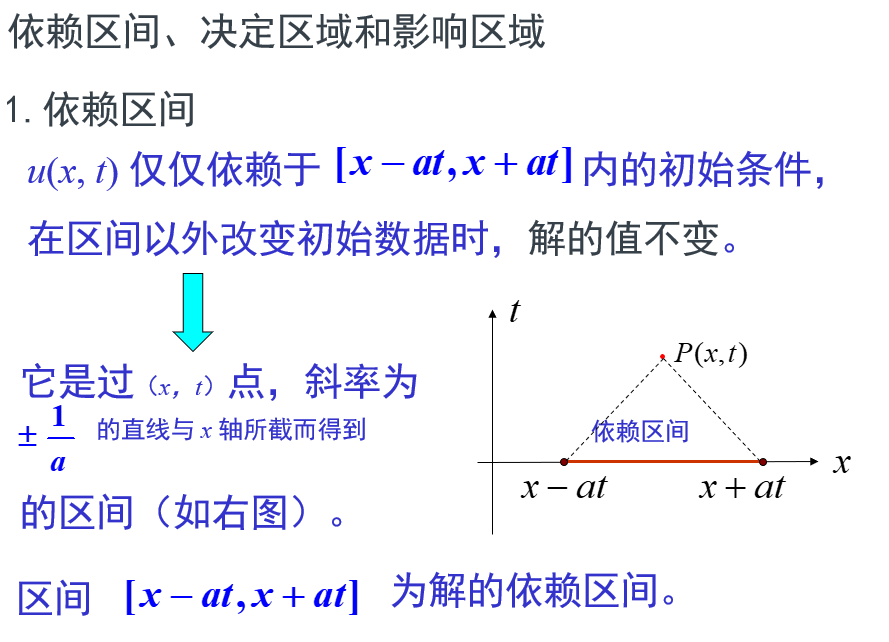 依赖区间、决定区域和影响区域
1. 依赖区间
u(x, t) 仅仅依赖于 [x − at, x + at] 内的初始条件,
在区间以外改变初始数据时，解的值不变。
它是过（x，t）点，斜率为
± 1/a 的直线与 x 轴所截而得到
的区间（如右图）。
t
P(x,t)
依赖区间
x
x − at
x + at
区间 [x − at, x + at] 为解的依赖区间。